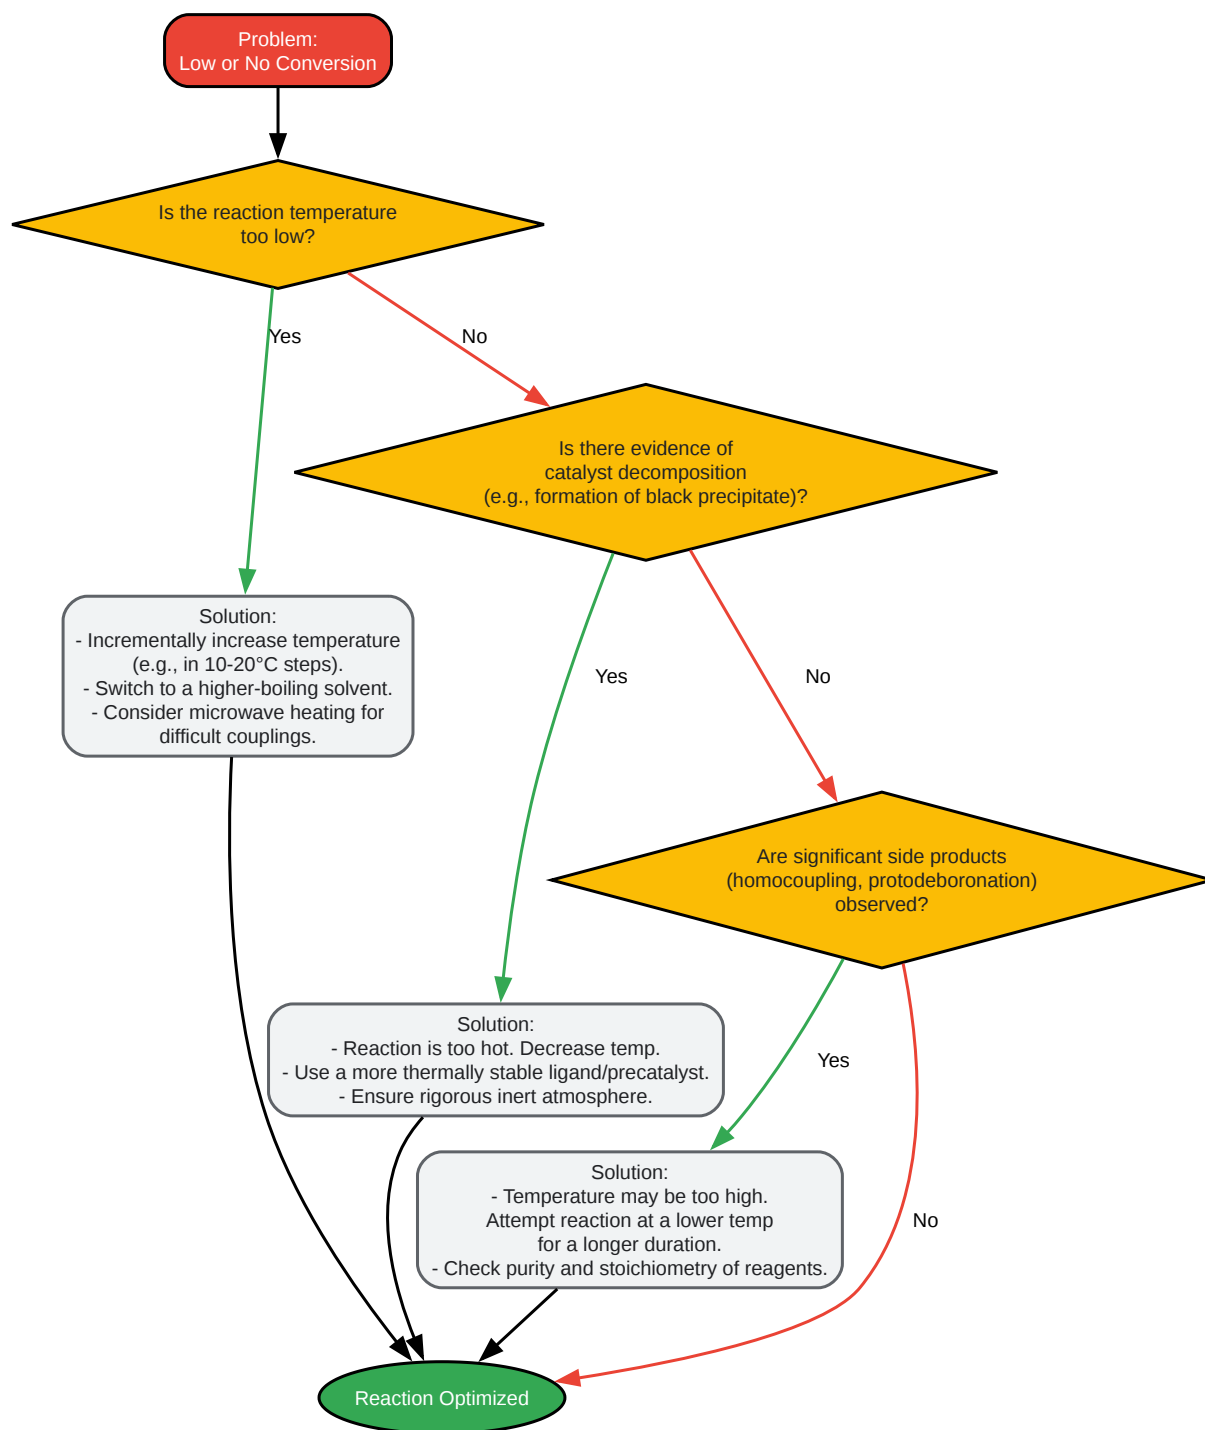 Problem:
Low or No Conversion
Is the reaction temperature
too low?
Yes
No
Is there evidence of
catalyst decomposition
(e.g., formation of black precipitate)?
Solution:
- Incrementally increase temperature
(e.g., in 10-20°C steps).
- Switch to a higher-boiling solvent.
- Consider microwave heating for
difficult couplings.
Yes
No
Are significant side products
(homocoupling, protodeboronation)
observed?
Solution:
- Reaction is too hot. Decrease temp.
- Use a more thermally stable ligand/precatalyst.
- Ensure rigorous inert atmosphere.
Yes
Solution:
- Temperature may be too high.
Attempt reaction at a lower temp
for a longer duration.
- Check purity and stoichiometry of reagents.
No
Reaction Optimized